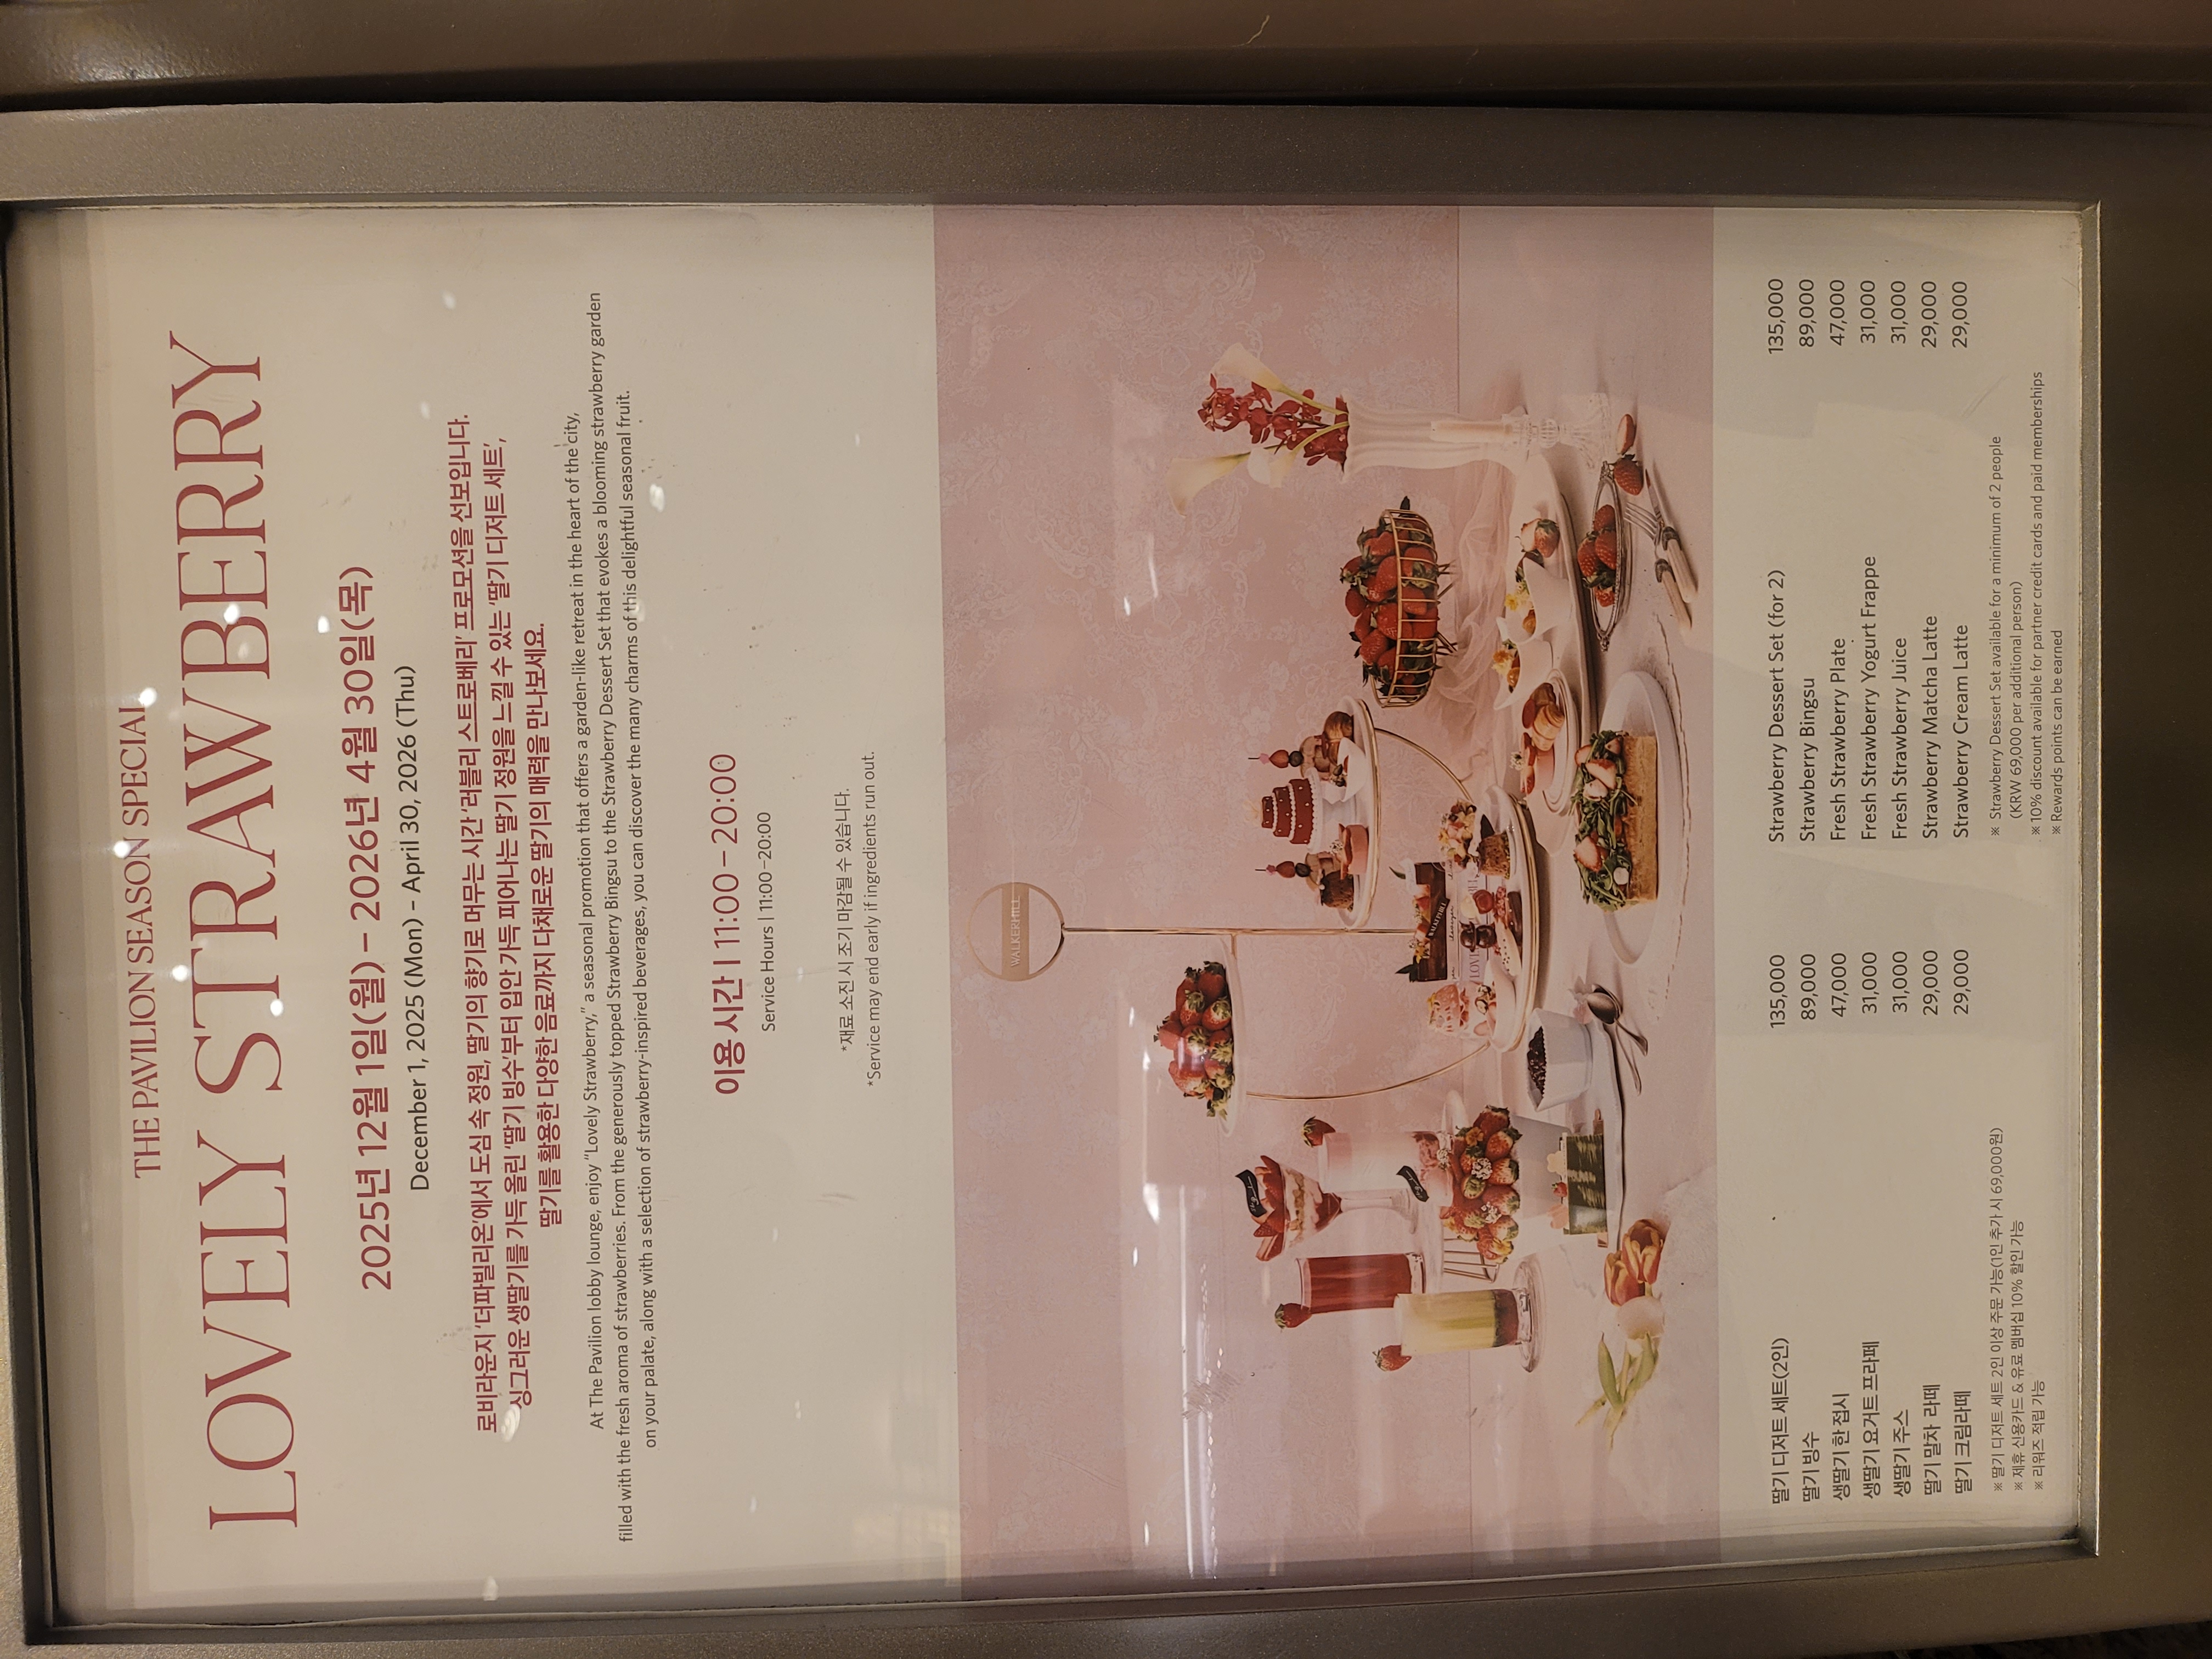 THE PAVILION SEASON SPECIAL
LOVELY STRAWBERRY
2025년 12월 1일(월) – 2026년 4월 30일(목)
December 1, 2025 (Mon) – April 30, 2026 (Thu)
로비라운지 '더파빌리온'에서 도심 속 정원, 딸기의 향기로 머무는 시간 '러블리 스트로베리' 프로모션을 선보입니다.
싱그러운 생딸기를 가득 올린 '딸기 빙수'부터 입안 가득 피어나는 딸기 정원을 느낄 수 있는 '딸기 디저트 세트',
딸기를 활용한 다양한 음료까지 다채로운 딸기의 매력을 만나보세요.
At The Pavilion lobby lounge, enjoy "Lovely Strawberry," a seasonal promotion that offers a garden-like retreat in the heart of the city,
filled with the fresh aroma of strawberries. From the generously topped Strawberry Bingsu to the Strawberry Dessert Set that evokes a blooming strawberry garden
on your palate, along with a selection of strawberry-inspired beverages, you can discover the many charms of this delightful seasonal fruit.
이용 시간 | 11:00 – 20:00
Service Hours | 11:00–20:00
*재료 소진 시 조기 마감될 수 있습니다.
*Service may end early if ingredients run out.
WALKERHILL
딸기 디저트 세트(2인) 135,000
딸기 빙수 89,000
생딸기 한 접시 47,000
생딸기 요거트 프라페 31,000
생딸기 주스 31,000
딸기 말차 라떼 29,000
딸기 크림라떼 29,000
※ 딸기 디저트 세트 2인 이상 주문 가능(1인 추가 시 69,000원)
※ 제휴 신용카드 & 유료 멤버십 10% 할인 가능
※ 리워즈 적립 가능
Strawberry Dessert Set (for 2) 135,000
Strawberry Bingsu 89,000
Fresh Strawberry Plate 47,000
Fresh Strawberry Yogurt Frappe 31,000
Fresh Strawberry Juice 31,000
Strawberry Matcha Latte 29,000
Strawberry Cream Latte 29,000
※ Strawberry Dessert Set available for a minimum of 2 people
(KRW 69,000 per additional person)
※ 10% discount available for partner credit cards and paid memberships
※ Rewards points can be earned